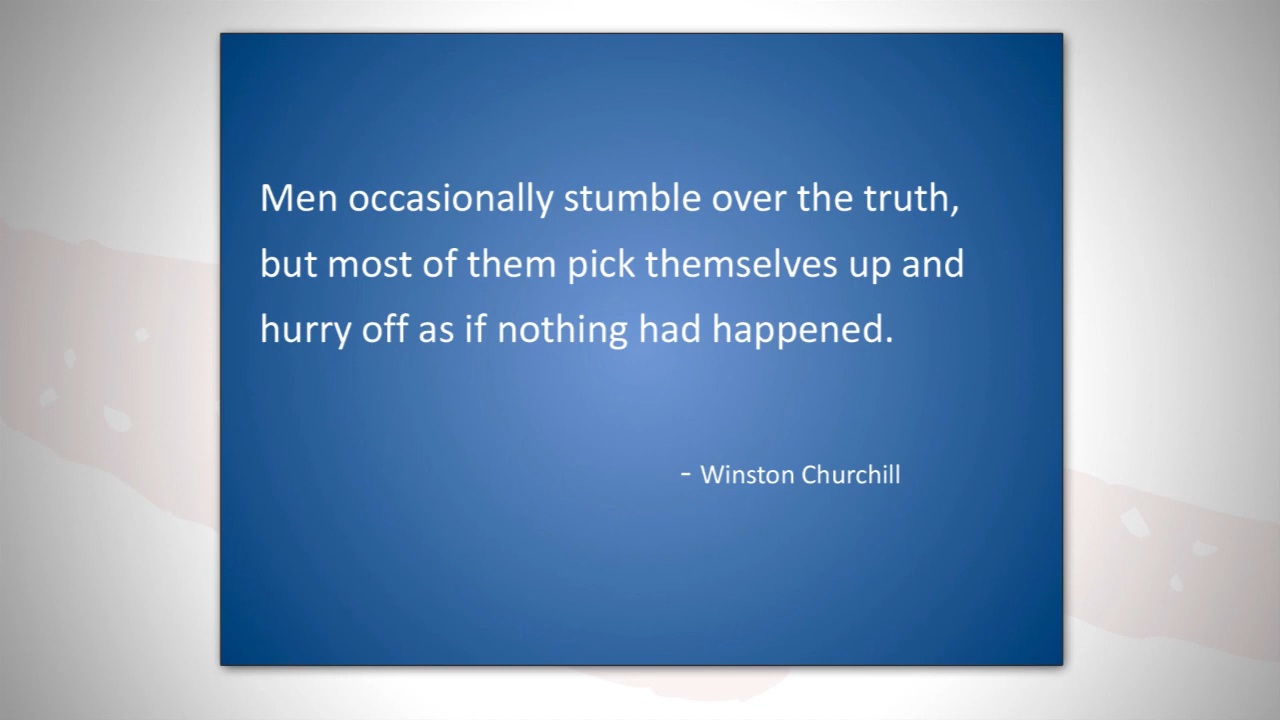 Men occasionally stumble over the truth,
but most of them pick themselves up and
hurry off as if nothing had happened.
- Winston Churchill